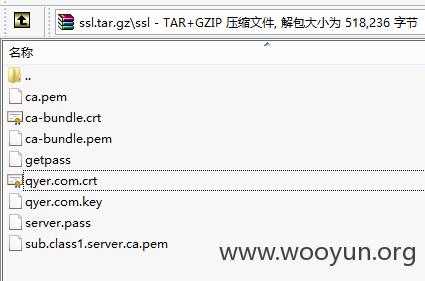 ssl.tar.gz\ssl - TAR+GZIP 压缩文件, 解包大小为 518,236 字节
名称
..
ca.pem
ca-bundle.crt
ca-bundle.pem
getpass
qyer.com.crt
qyer.com.key
server.pass
sub.class1.server.ca.pem
www.wooyun.org